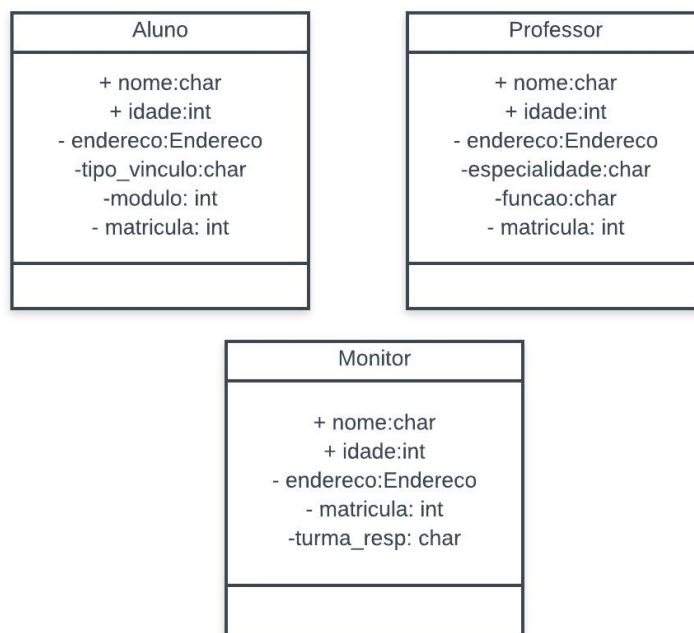 Aluno
+ nome:char
+ idade:int
- endereco:Endereco
-tipo_vinculo:char
-modulo: int
- matricula: int
Professor
+ nome:char
+ idade:int
- endereco:Endereco
-especialidade:char
-funcao:char
- matricula: int
Monitor
+ nome:char
+ idade:int
- endereco:Endereco
- matricula: int
-turma_resp: char